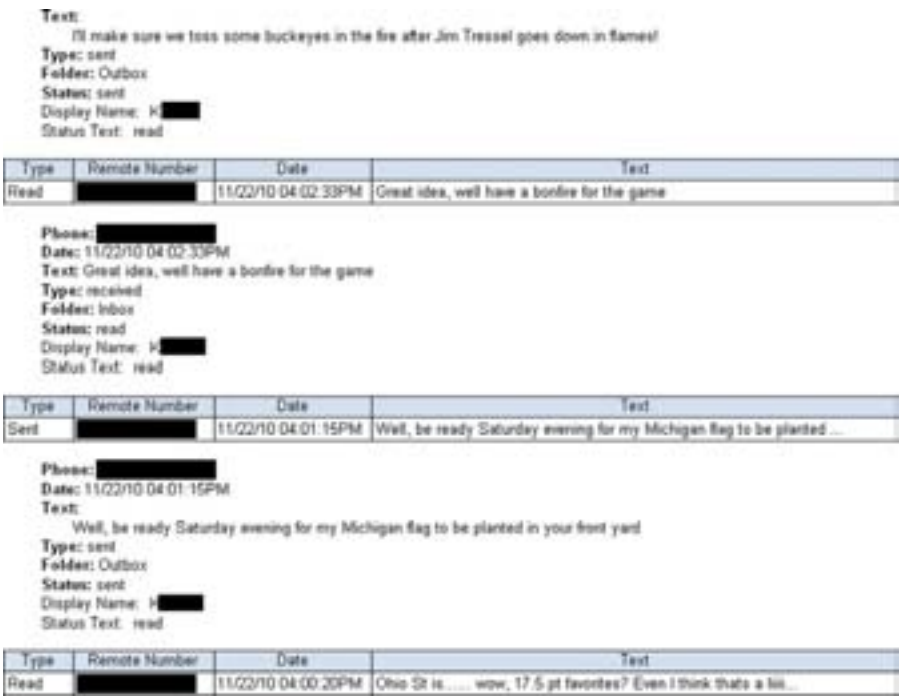 Text:
I'll make sure we toss some buckeyes in the fire after Jim Tressel goes down in flames!
Type: sent
Folder: Outbox
Status: sent
Display Name: K
Status Text: read
Type Remote Number Date Text
Read 11/22/10 04:02:33PM Great idea, well have a bonfire for the game
Phone:
Date: 11/22/10 04:02:33PM
Text: Great idea, well have a bonfire for the game
Type: received
Folder: Inbox
Status: read
Display Name: K
Status Text: read
Type Remote Number Date Text
Sent 11/22/10 04:01:15PM Well, be ready Saturday evening for my Michigan flag to be planted ...
Phone:
Date: 11/22/10 04:01:15PM
Text:
Well, be ready Saturday evening for my Michigan flag to be planted in your front yard
Type: sent
Folder: Outbox
Status: sent
Display Name: K
Status Text: read
Type Remote Number Date Text
Read 11/22/10 04:00:20PM Ohio St is...... wow, 17.5 pt favorites? Even I think thats a